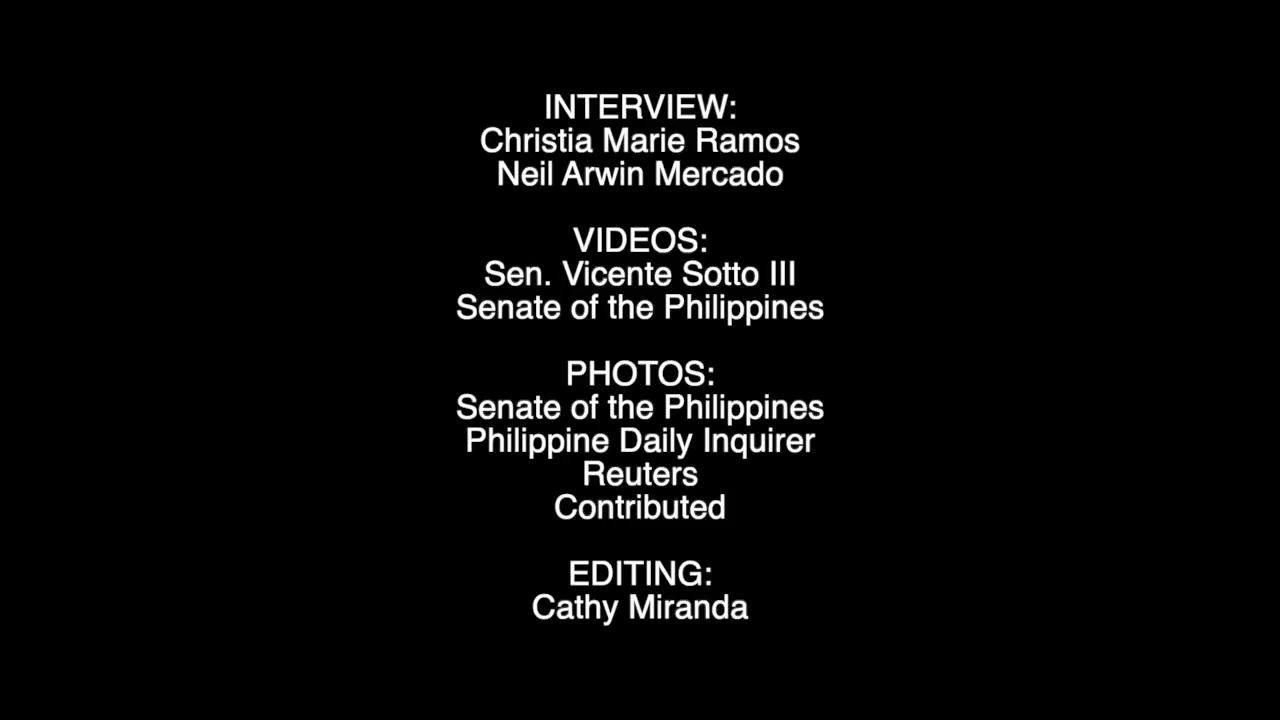 INTERVIEW:
Christia Marie Ramos
Neil Arwin Mercado
VIDEOS:
Sen. Vicente Sotto III
Senate of the Philippines
PHOTOS:
Senate of the Philippines
Philippine Daily Inquirer
Reuters
Contributed
EDITING:
Cathy Miranda